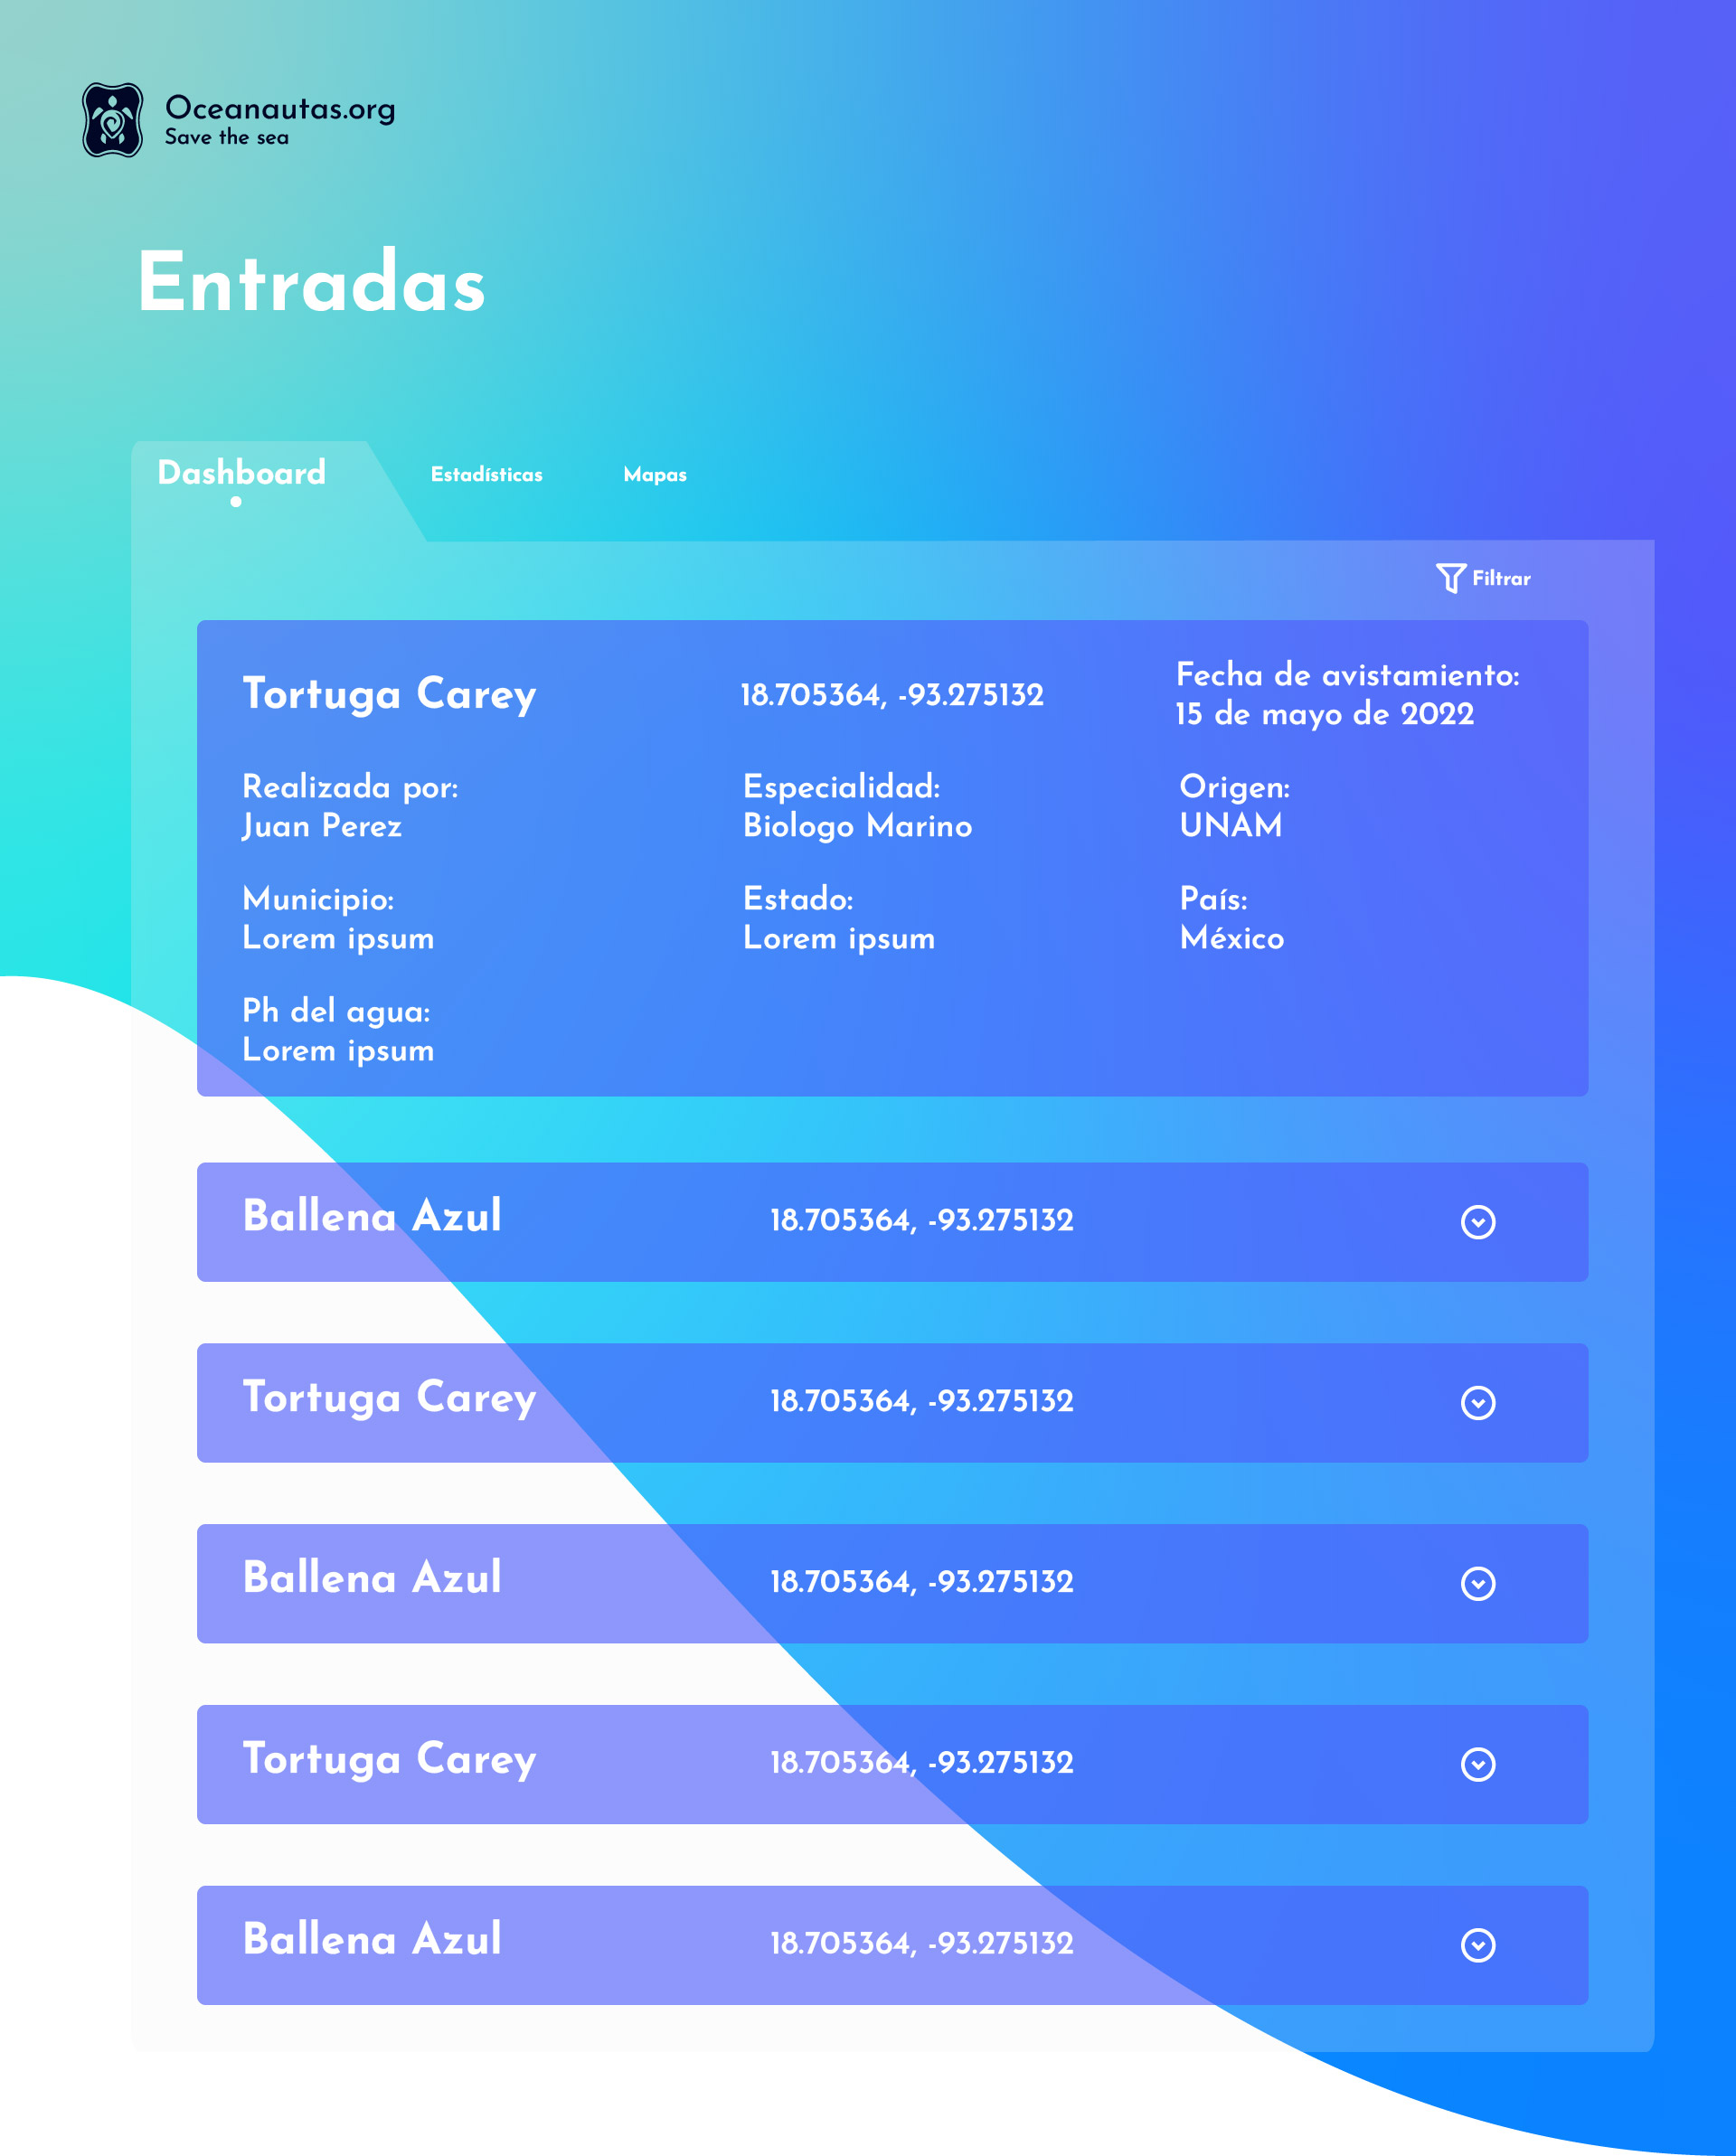 Oceanautas.org
Save the sea
Entradas
Dashboard
Estadísticas
Mapas
Filtrar
Tortuga Carey
18.705364, -93.275132
Fecha de avistamiento:
15 de mayo de 2022
Realizada por:
Juan Perez
Especialidad:
Biologo Marino
Origen:
UNAM
Municipio:
Lorem ipsum
Estado:
Lorem ipsum
País:
México
Ph del agua:
Lorem ipsum
Ballena Azul
18.705364, -93.275132
Tortuga Carey
18.705364, -93.275132
Ballena Azul
18.705364, -93.275132
Tortuga Carey
18.705364, -93.275132
Ballena Azul
18.705364, -93.275132